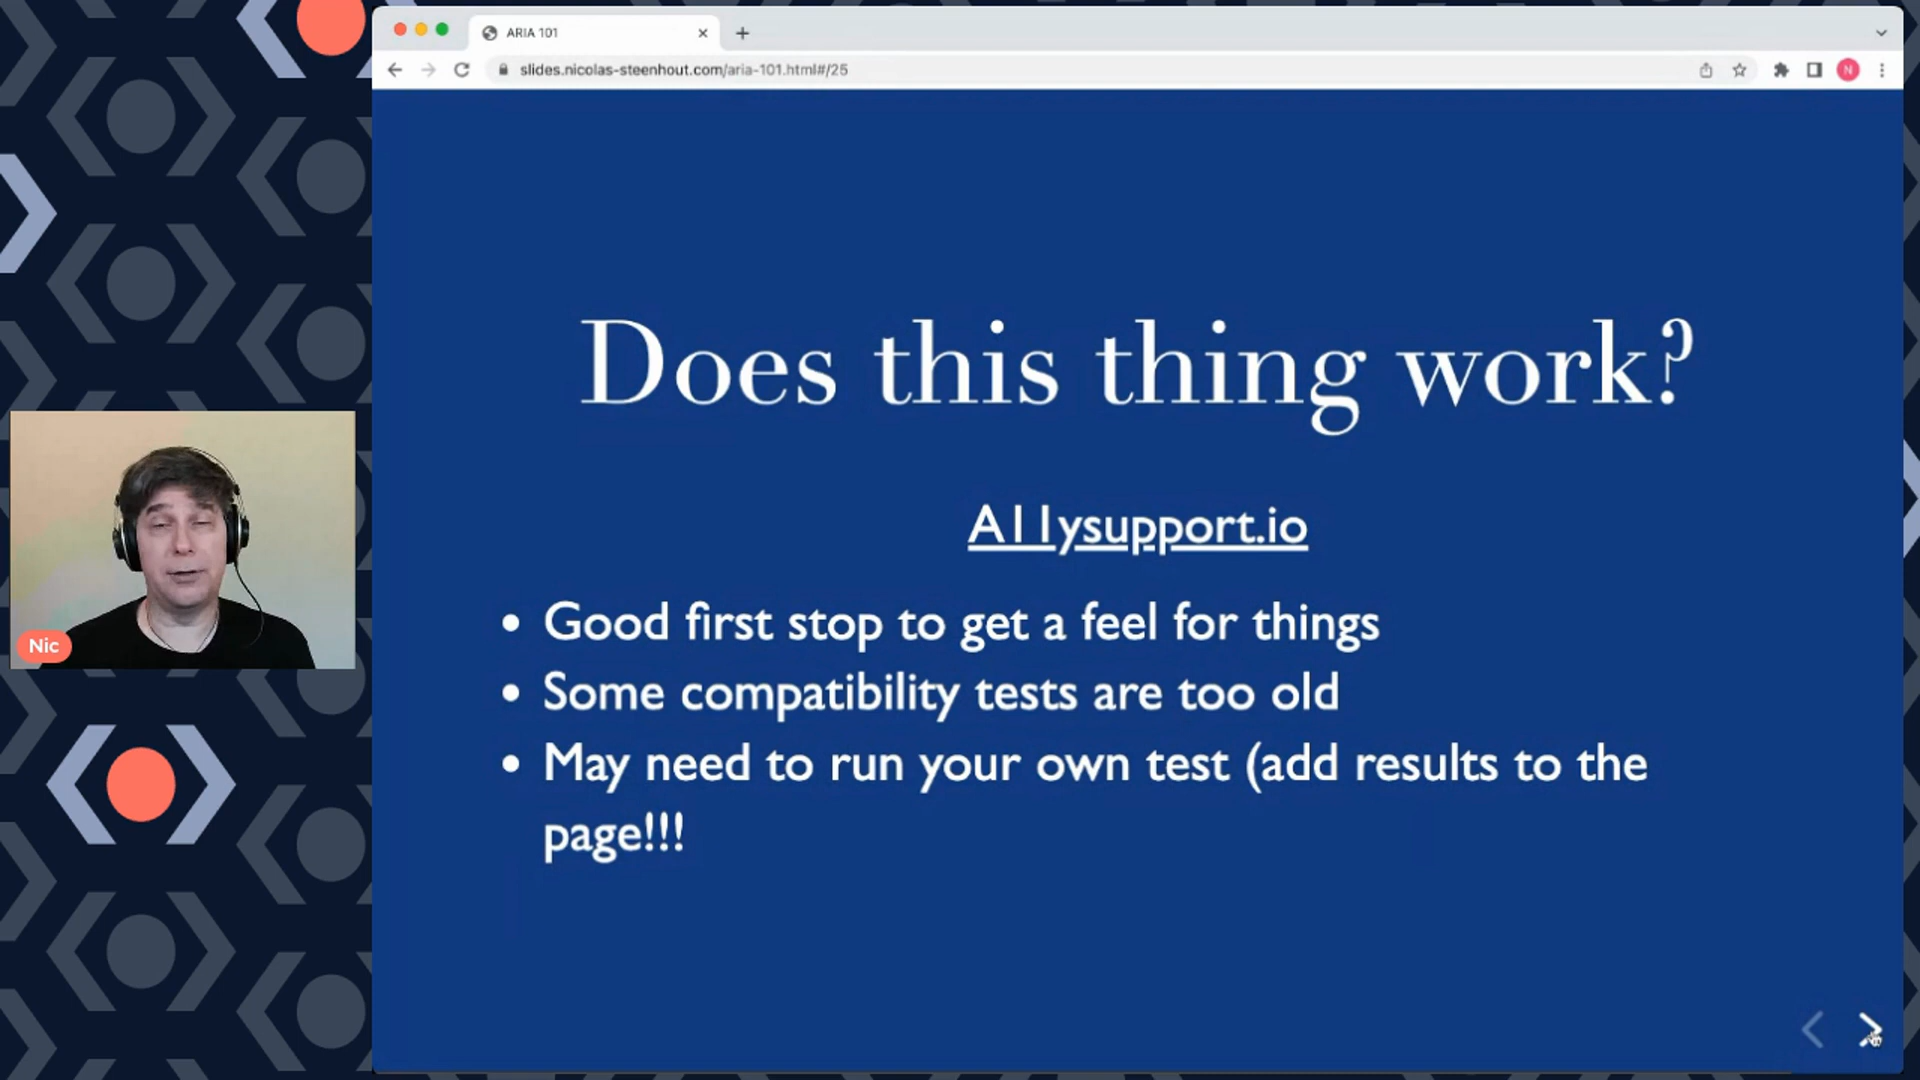 ARIA 101
slides.nicolas-steenhout.com/aria-101.html#/25
N
Does this thing work?
A11ysupport.io
• Good first stop to get a feel for things
• Some compatibility tests are too old
• May need to run your own test (add results to the
page!!!
Nic